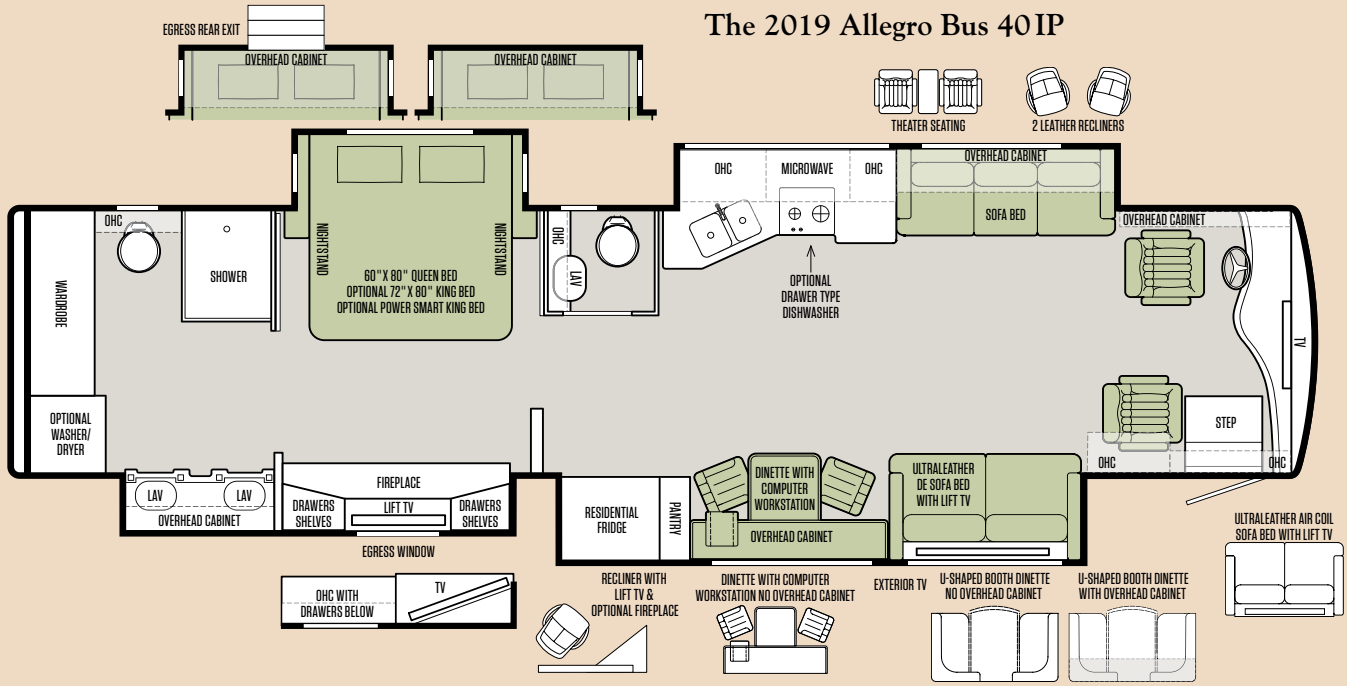 The 2019 Allegro Bus 40 IP
EGRESS REAR EXIT
OVERHEAD CABINET
OVERHEAD CABINET
THEATER SEATING
2 LEATHER RECLINERS
OHC
SHOWER
WARDROBE
OPTIONAL
WASHER/
DRYER
NIGHTSTAND
NIGHTSTAND
60" X 80" QUEEN BED
OPTIONAL 72" X 80" KING BED
OPTIONAL POWER SMART KING BED
OHC
LAV
OHC
MICROWAVE
OHC
OPTIONAL
DRAWER TYPE
DISHWASHER
OVERHEAD CABINET
SOFA BED
OVERHEAD CABINET
TV
STEP
OHC
OHC
LAV
LAV
OVERHEAD CABINET
FIREPLACE
DRAWERS
SHELVES
LIFT TV
DRAWERS
SHELVES
EGRESS WINDOW
RESIDENTIAL
FRIDGE
PANTRY
DINETTE WITH
COMPUTER
WORKSTATION
OVERHEAD CABINET
ULTRALEATHER
DE SOFA BED
WITH LIFT TV
EXTERIOR TV
OHC WITH
DRAWERS BELOW
TV
RECLINER WITH
LIFT TV &
OPTIONAL FIREPLACE
DINETTE WITH COMPUTER
WORKSTATION NO OVERHEAD CABINET
U-SHAPED BOOTH DINETTE
NO OVERHEAD CABINET
U-SHAPED BOOTH DINETTE
WITH OVERHEAD CABINET
ULTRALEATHER AIR COIL
SOFA BED WITH LIFT TV